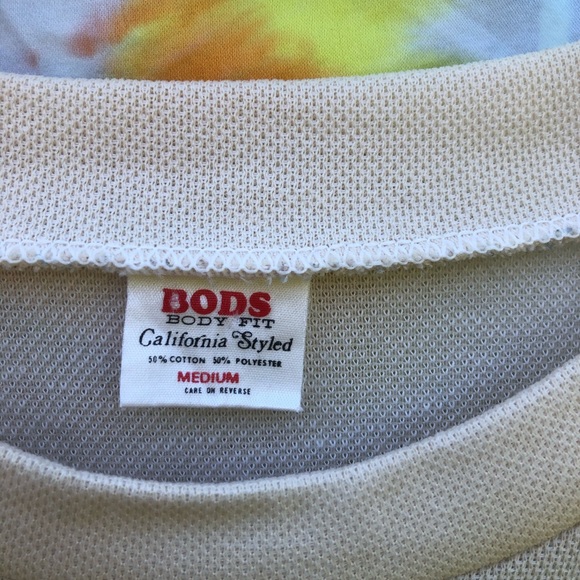 BODS
BODY FIT
California Styled
50% COTTON 50% POLYESTER
MEDIUM
CARE ON REVERSE